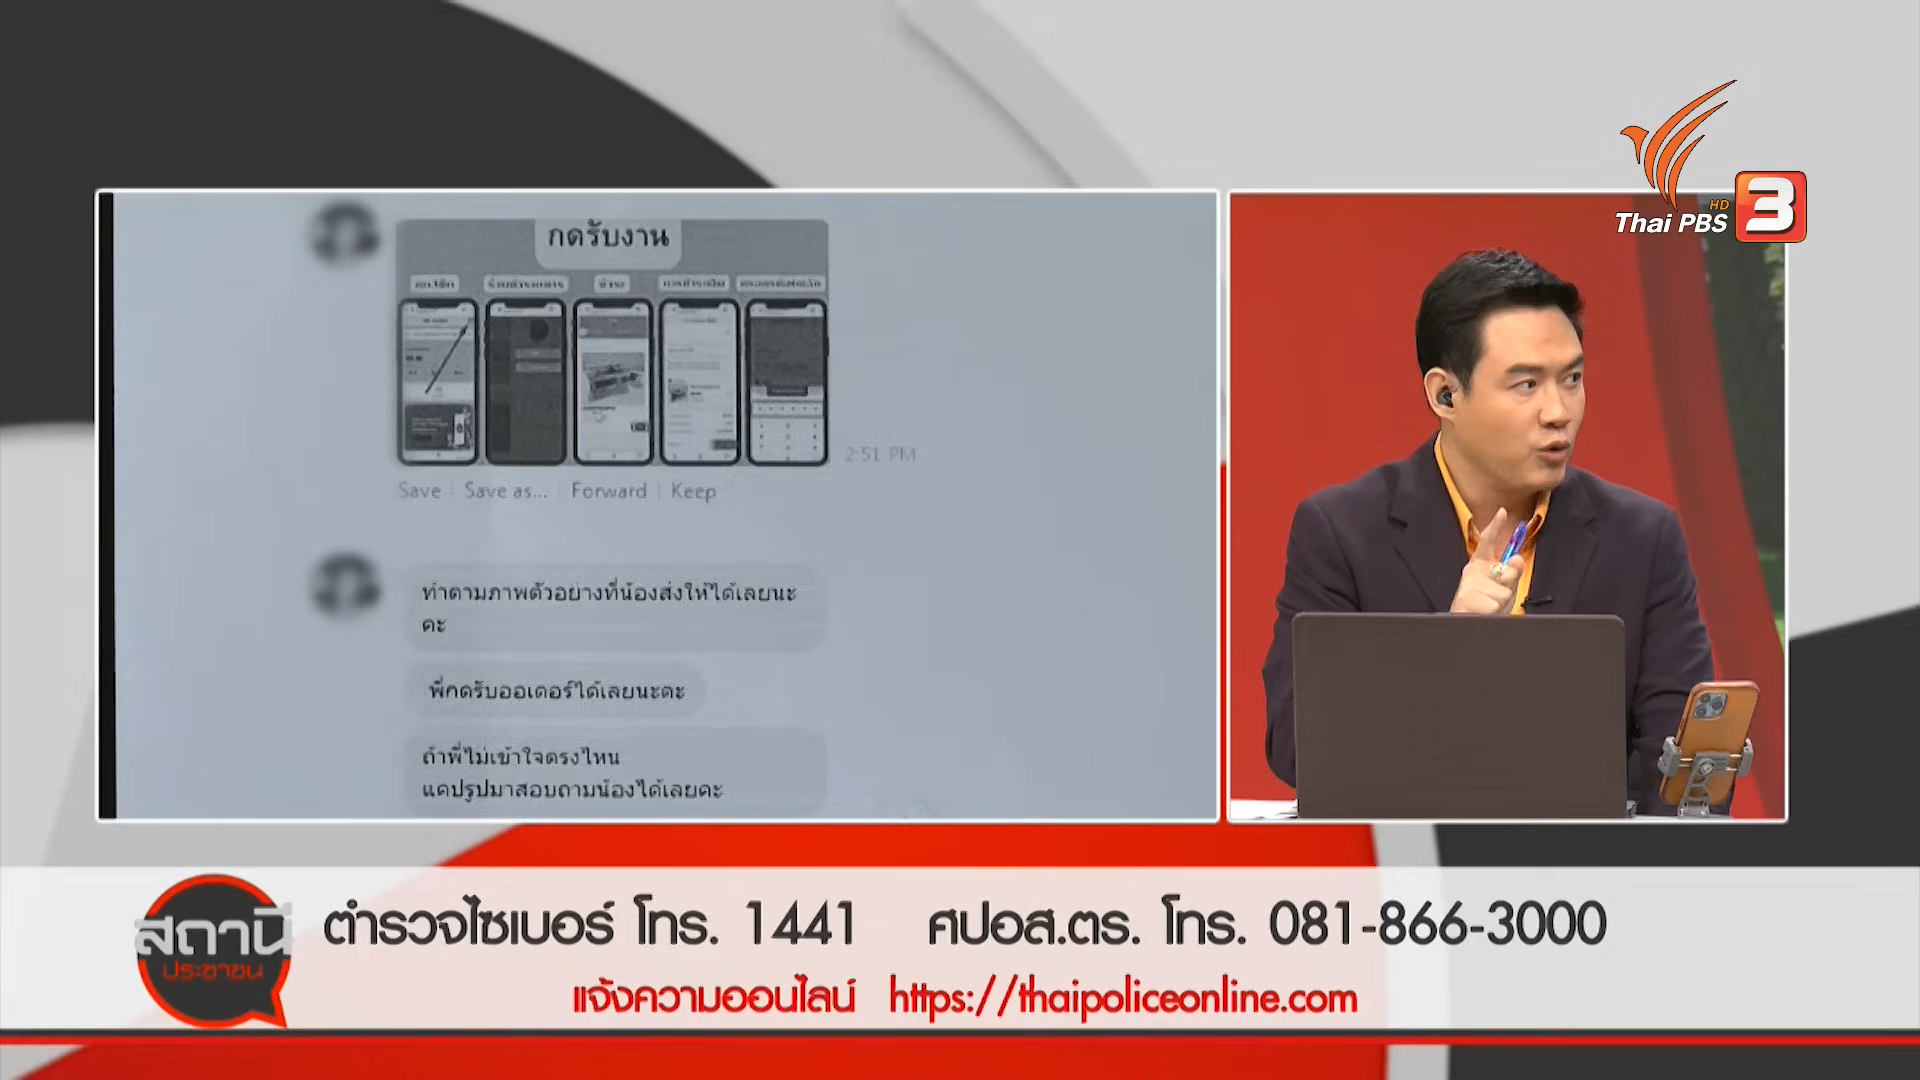 HD
Thai PBS
3
กดรับงาน
2:51 PM
Save
Save as...
Forward
Keep
ทำตามภาพตัวอย่างที่น้องส่งให้ได้เลยนะ
คะ
พี่กดรับออเดอร์ได้เลยนะคะ
ถ้าพี่ไม่เข้าใจตรงไหน
แคปรูปมาสอบถามน้องได้เลยคะ
สถานี
ประชาชน
ตำรวจไซเบอร์ โทร. 1441 ศปอส.ตร. โทร. 081-866-3000
แจ้งความออนไลน์ https://thaipoliceonline.com